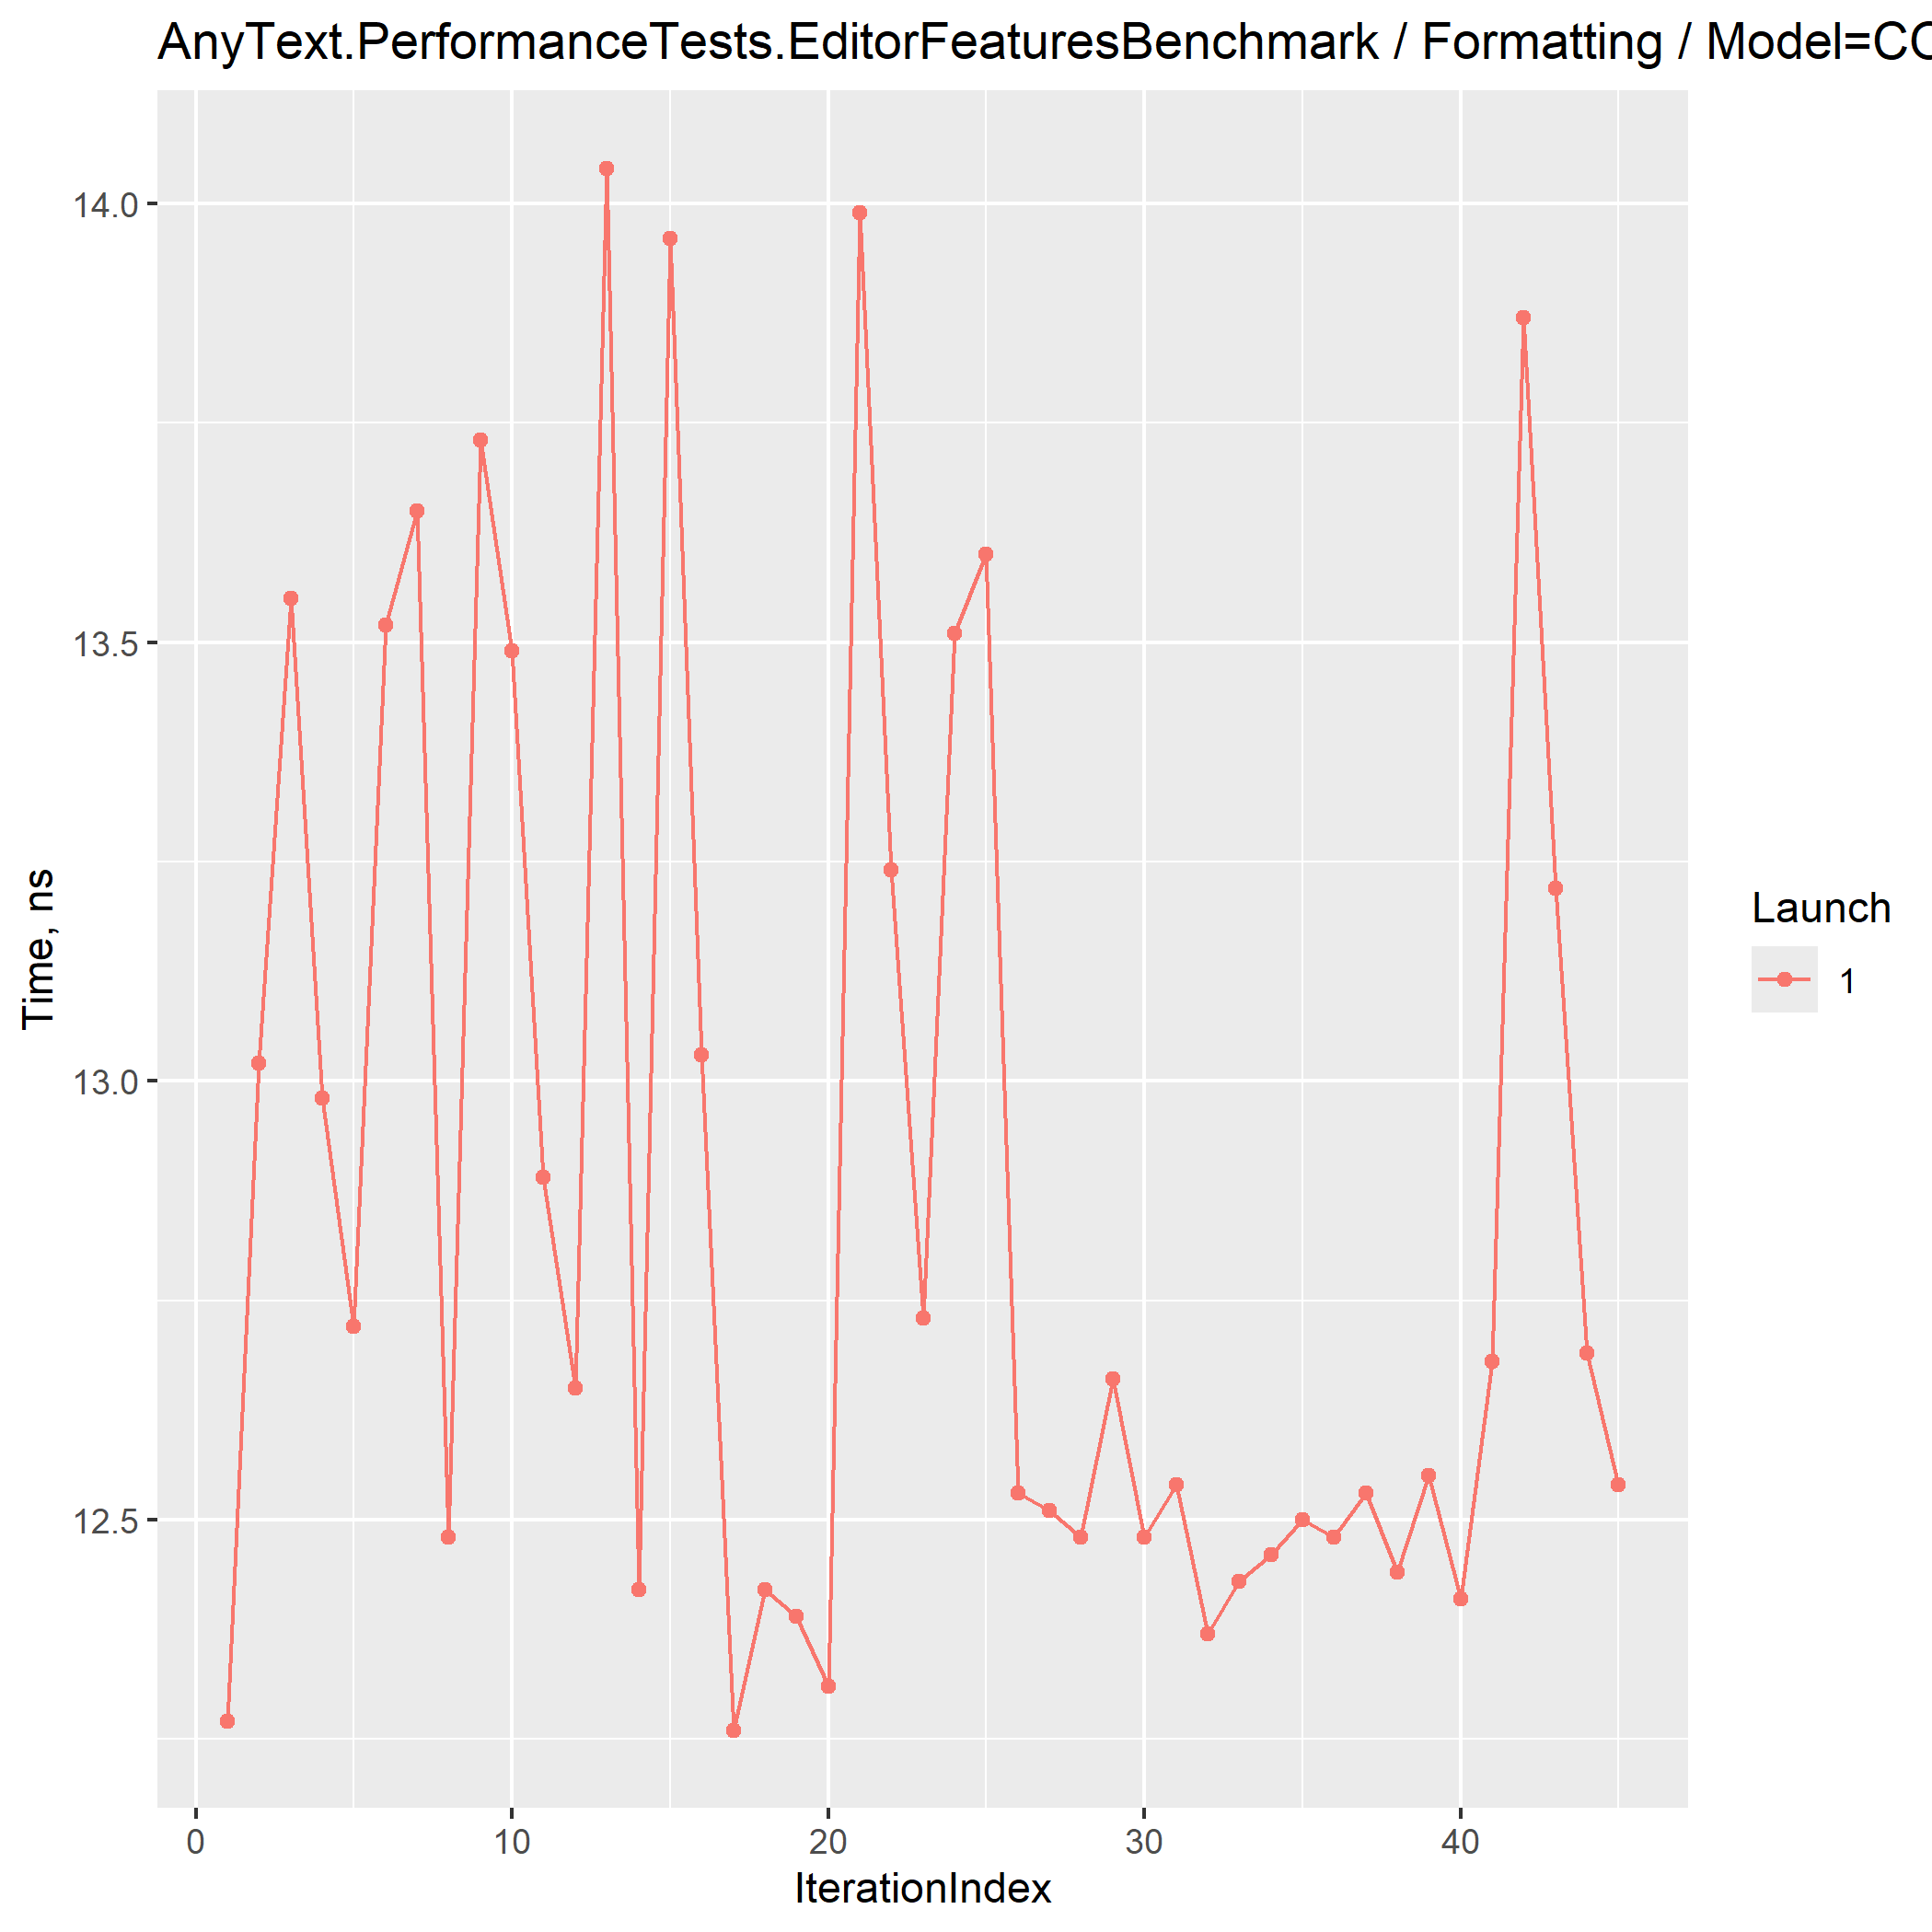 AnyText.PerformanceTests.EditorFeaturesBenchmark / Formatting / Model=
14.0
13.5
13.0
12.5
Time, ns
0 10 20 30 40
IterationIndex
Launch
1